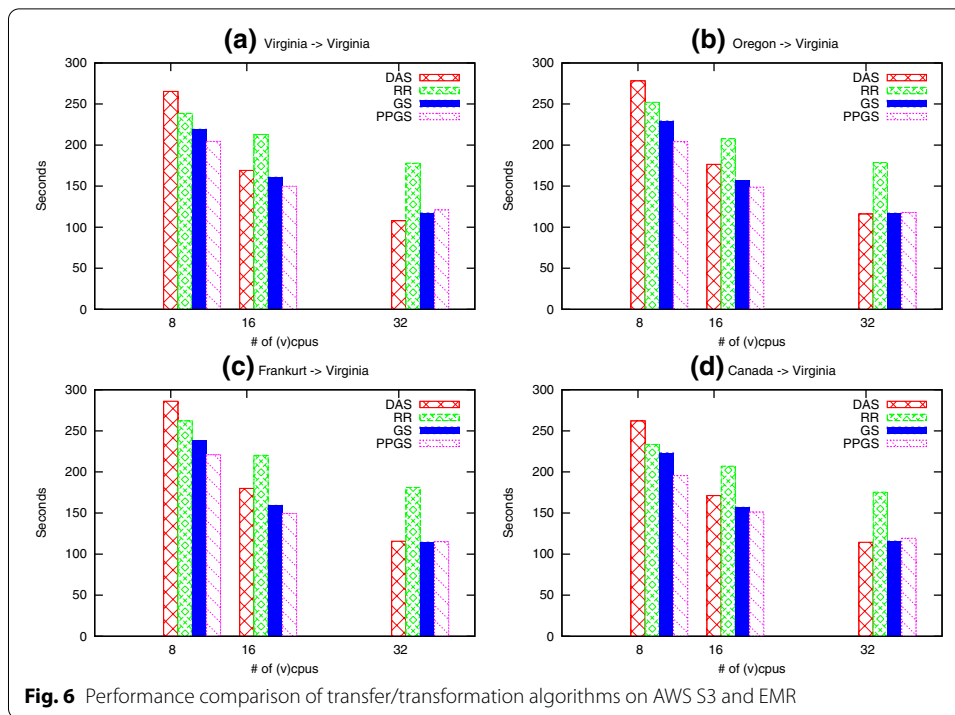 (a) Virginia -> Virginia
300
250
200
150
100
50
0
Seconds
8
16
32
# of (v)cpus
DAS
RR
GS
PPGS
(b) Oregon -> Virginia
300
250
200
150
100
50
0
Seconds
8
16
32
# of (v)cpus
DAS
RR
GS
PPGS
(c) Frankurt -> Virginia
300
250
200
150
100
50
0
Seconds
8
16
32
# of (v)cpus
DAS
RR
GS
PPGS
(d) Canada -> Virginia
300
250
200
150
100
50
0
Seconds
8
16
32
# of (v)cpus
DAS
RR
GS
PPGS
Fig. 6 Performance comparison of transfer/transformation algorithms on AWS S3 and EMR